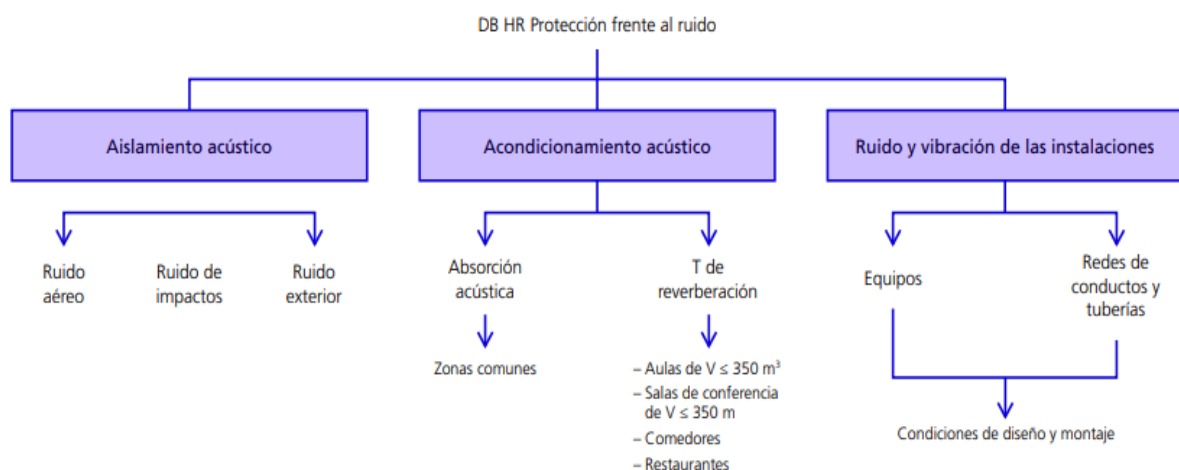 DB HR Protección frente al ruido
Aislamiento acústico
Acondicionamiento acústico
Ruido y vibración de las instalaciones
Ruido
aéreo
Ruido de
impactos
Ruido
exterior
Absorción
acústica
T de
reverberación
Equipos
Redes de
conductos y
tuberías
Zonas comunes
– Aulas de V ≤ 350 m³
– Salas de conferencia
de V ≤ 350 m
– Comedores
– Restaurantes
Condiciones de diseño y montaje